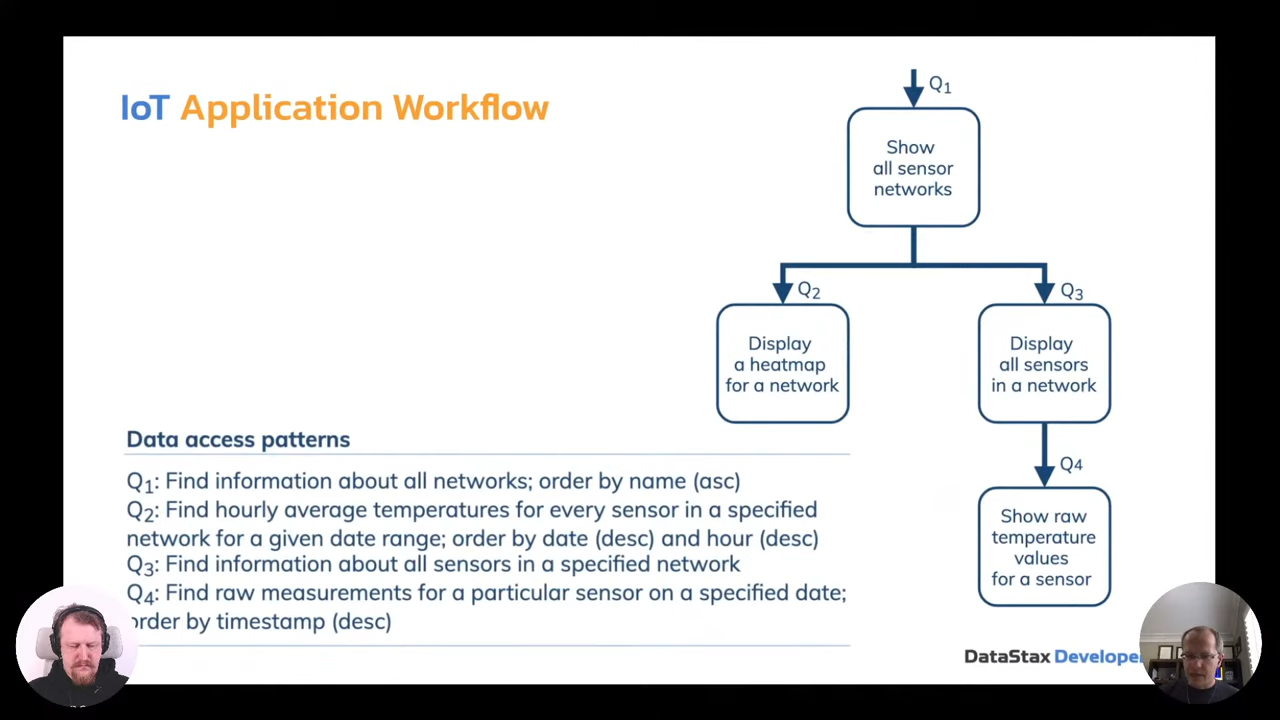 IoT Application Workflow
Q1
Show
all sensor
networks
Q2
Q3
Display
a heatmap
for a network
Display
all sensors
in a network
Q4
Show raw
temperature
values
for a sensor
Data access patterns
Q1: Find information about all networks; order by name (asc)
Q2: Find hourly average temperatures for every sensor in a specified
network for a given date range; order by date (desc) and hour (desc)
Q3: Find information about all sensors in a specified network
Q4: Find raw measurements for a particular sensor on a specified date;
order by timestamp (desc)
DataStax Develope